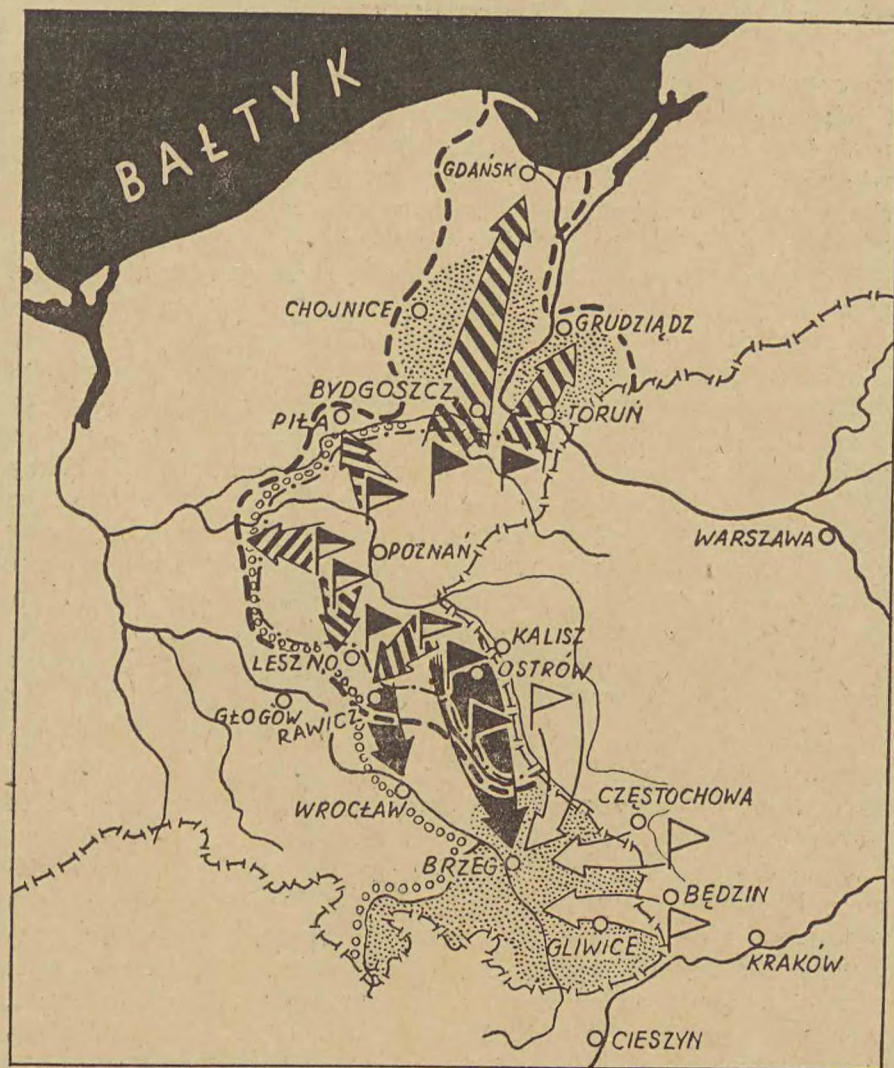 BAŁTYK
GDAŃSK
CHOJNICE
GRUDZIĄDZ
BYDGOSZCZ
PIŁA
TORUŃ
WARSZAWA
POZNAŃ
KALISZ
LESZNO
OSTRÓW
GŁOGÓW
RAWICZ
CZĘSTOCHOWA
WROCŁAW
BRZEG
BĘDZIN
GLIWICE
KRAKÓW
CIESZYN